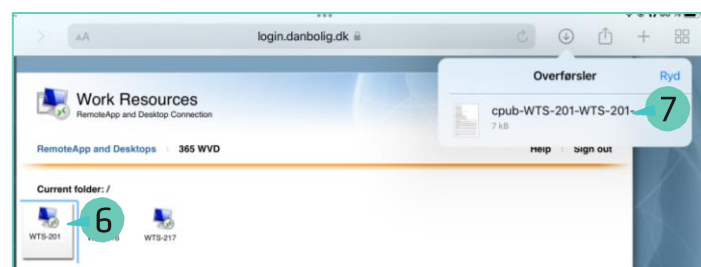 AA
login.danbolig.dk
Overførsler
Ryd
cpub-WTS-201-WTS-201-
7
7 kB
Work Resources
RemoteApp and Desktop Connection
RemoteApp and Desktops
365 WVD
Help
Sign out
Current folder: /
6
WTS-201
WTS-217